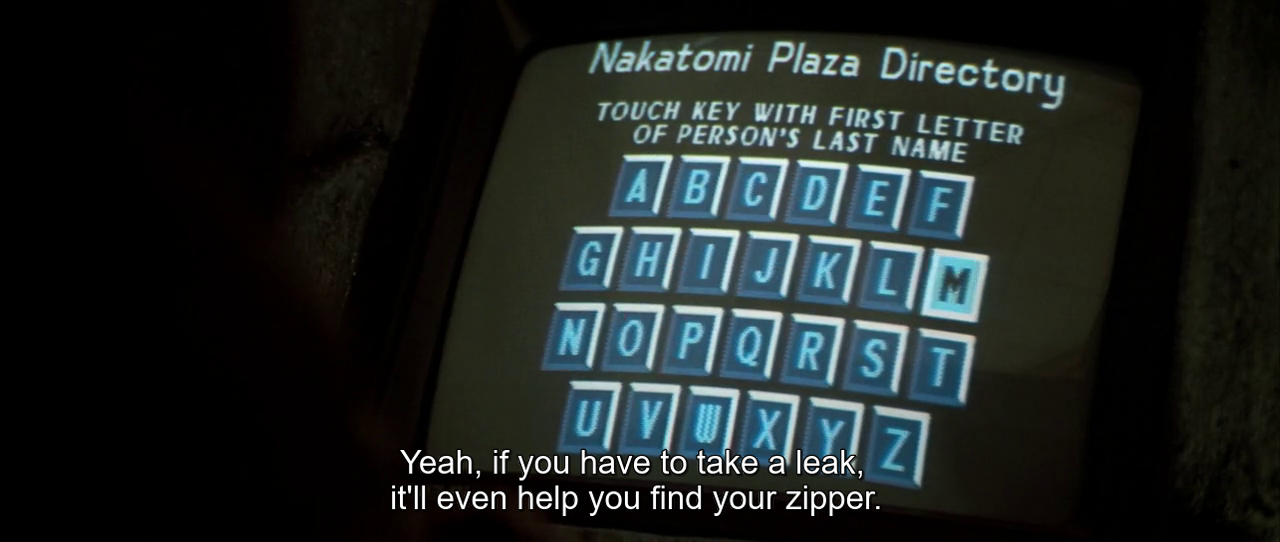 Nakatomi Plaza Directory
TOUCH KEY WITH FIRST LETTER
OF PERSON'S LAST NAME
A B C D E F
G H I J K L M
N O P Q R S T
U V W X Y Z
Yeah, if you have to take a leak,
it'll even help you find your zipper.